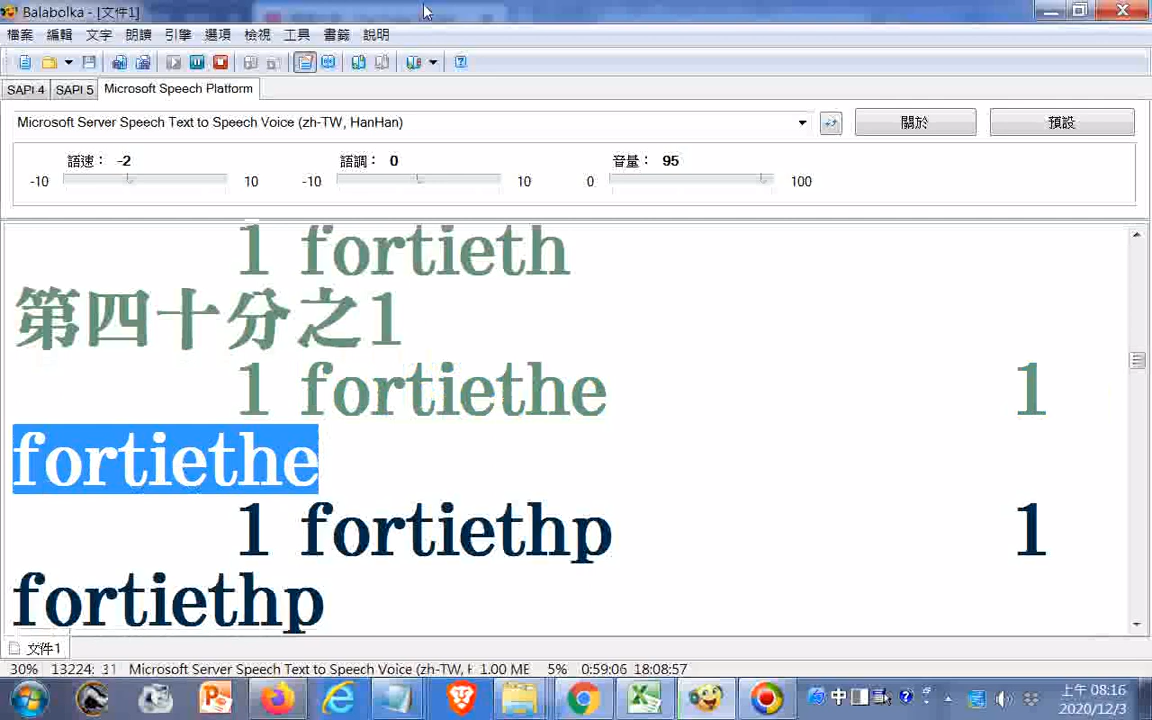 Balabolka - [文件1]
檔案 編輯 文字 朗讀 引擎 選項 檢視 工具 書籤 說明
SAPI 4 SAPI 5 Microsoft Speech Platform
Microsoft Server Speech Text to Speech Voice (zh-TW, HanHan) 關於 預設
語速： -2 語調： 0 音量： 95
-10 10 -10 10 0 100
1 fortieth
第四十分之1
1 fortiethe 1
fortiethe
1 fortiethp 1
fortiethp
文件1
30% 13224: 31 Microsoft Server Speech Text to Speech Voice (zh-TW, H 1.00 ME 5% 0:59:06 18:08:57
中 上午 08:16
2020/12/3